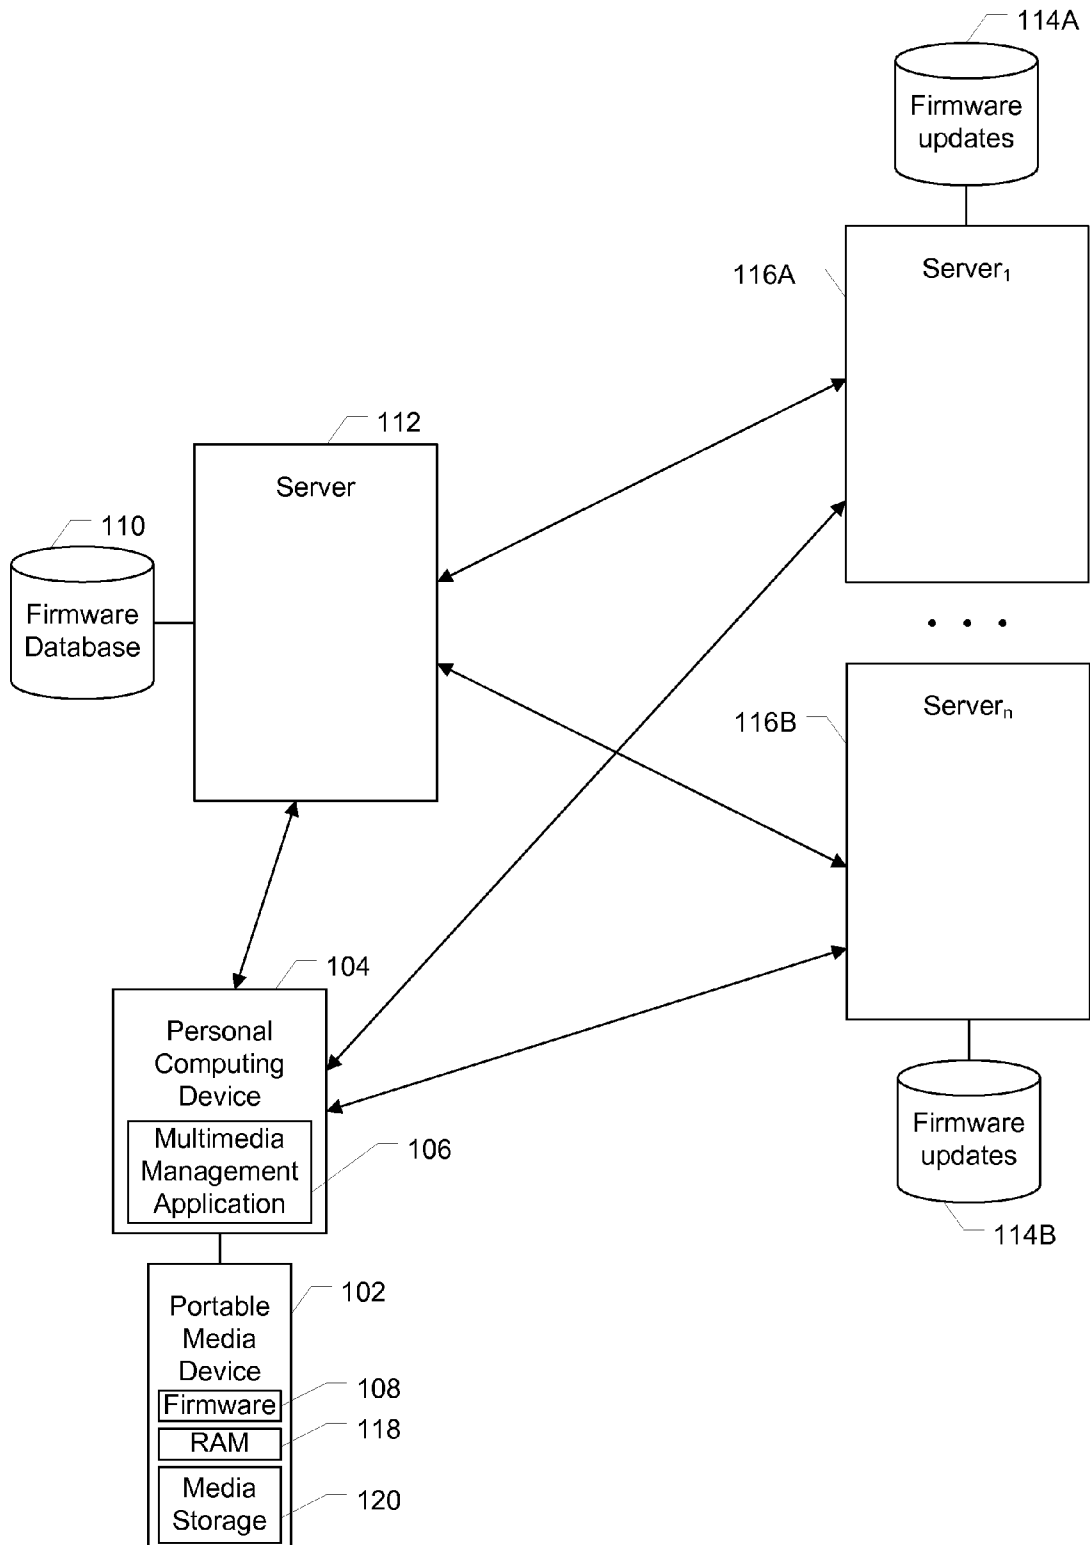 114A
Firmware
updates
116A
Server₁
112
Server
110
Firmware
Database
. . .
116B
Serverₙ
104
Personal
Computing
Device
Multimedia
Management
Application
106
Firmware
updates
114B
102
Portable
Media
Device
108
Firmware
118
RAM
Media
Storage
120